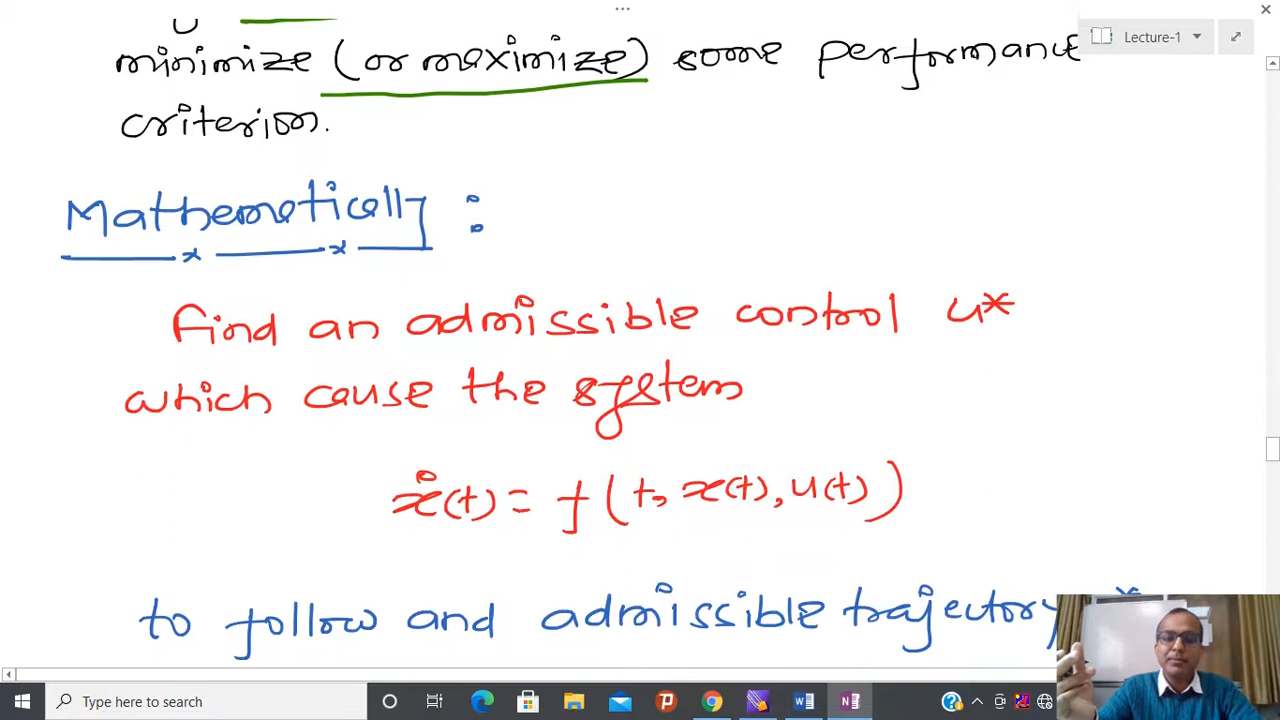 Lecture-1
minimize (or maximize) some performance
criterion.
Mathematically :
Find an admissible control u*
which cause the system
ẋ(t) = f(t, x(t), u(t))
to follow and admissible trajectory
Type here to search